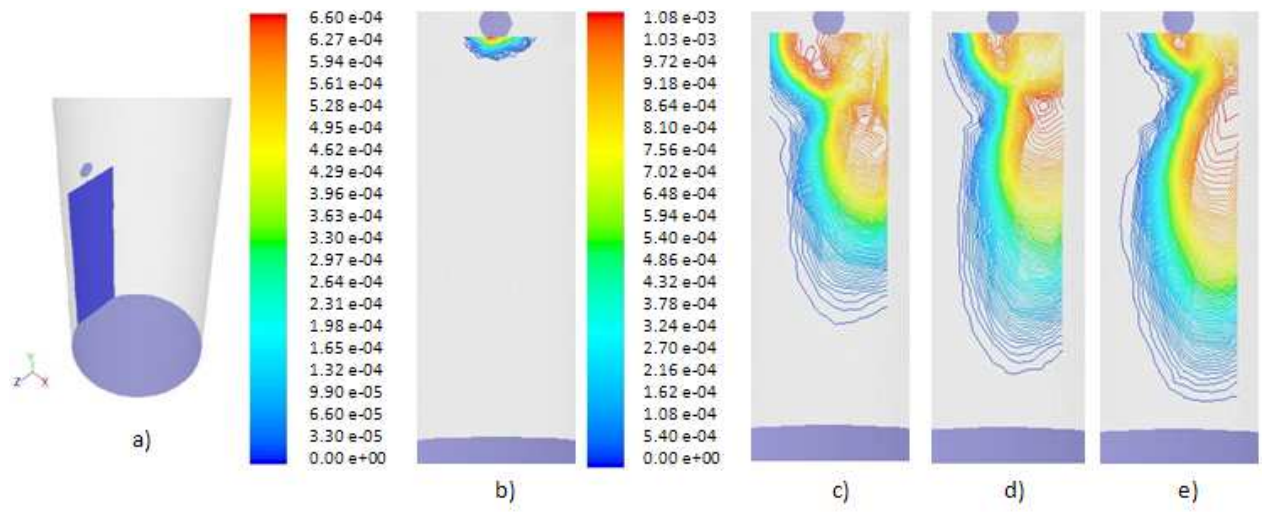 6.60 e-04
6.27 e-04
5.94 e-04
5.61 e-04
5.28 e-04
4.95 e-04
4.62 e-04
4.29 e-04
3.96 e-04
3.63 e-04
3.30 e-04
2.97 e-04
2.64 e-04
2.31 e-04
1.98 e-04
1.65 e-04
1.32 e-04
9.90 e-05
6.60 e-05
3.30 e-05
0.00 e+00
1.08 e-03
1.03 e-03
9.72 e-04
9.18 e-04
8.64 e-04
8.10 e-04
7.56 e-04
7.02 e-04
6.48 e-04
5.94 e-04
5.40 e-04
4.86 e-04
4.32 e-04
3.78 e-04
3.24 e-04
2.70 e-04
2.16 e-04
1.62 e-04
1.08 e-04
5.40 e-04
0.00 e+00
Y
Z X
a)
b)
c)
d)
e)